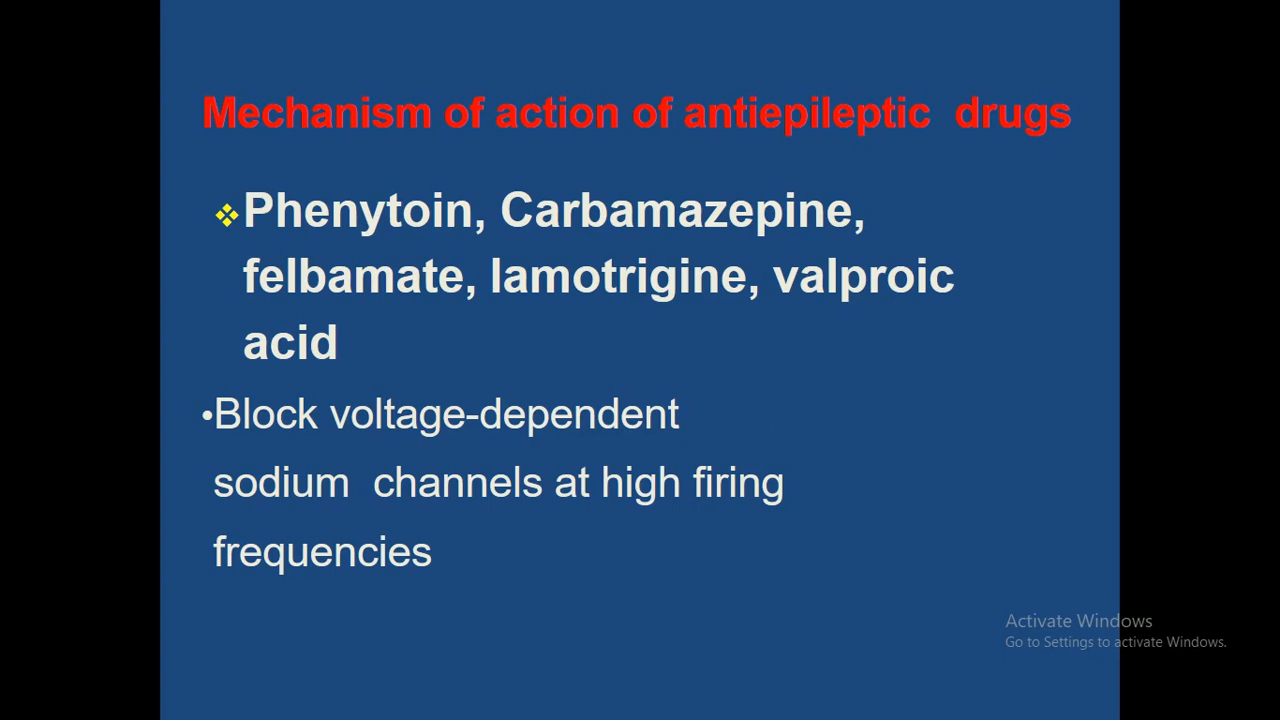 Mechanism of action of antiepileptic drugs
❖Phenytoin, Carbamazepine,
felbamate, lamotrigine, valproic
acid
•Block voltage-dependent
sodium channels at high firing
frequencies
Activate Windows
Go to Settings to activate Windows.